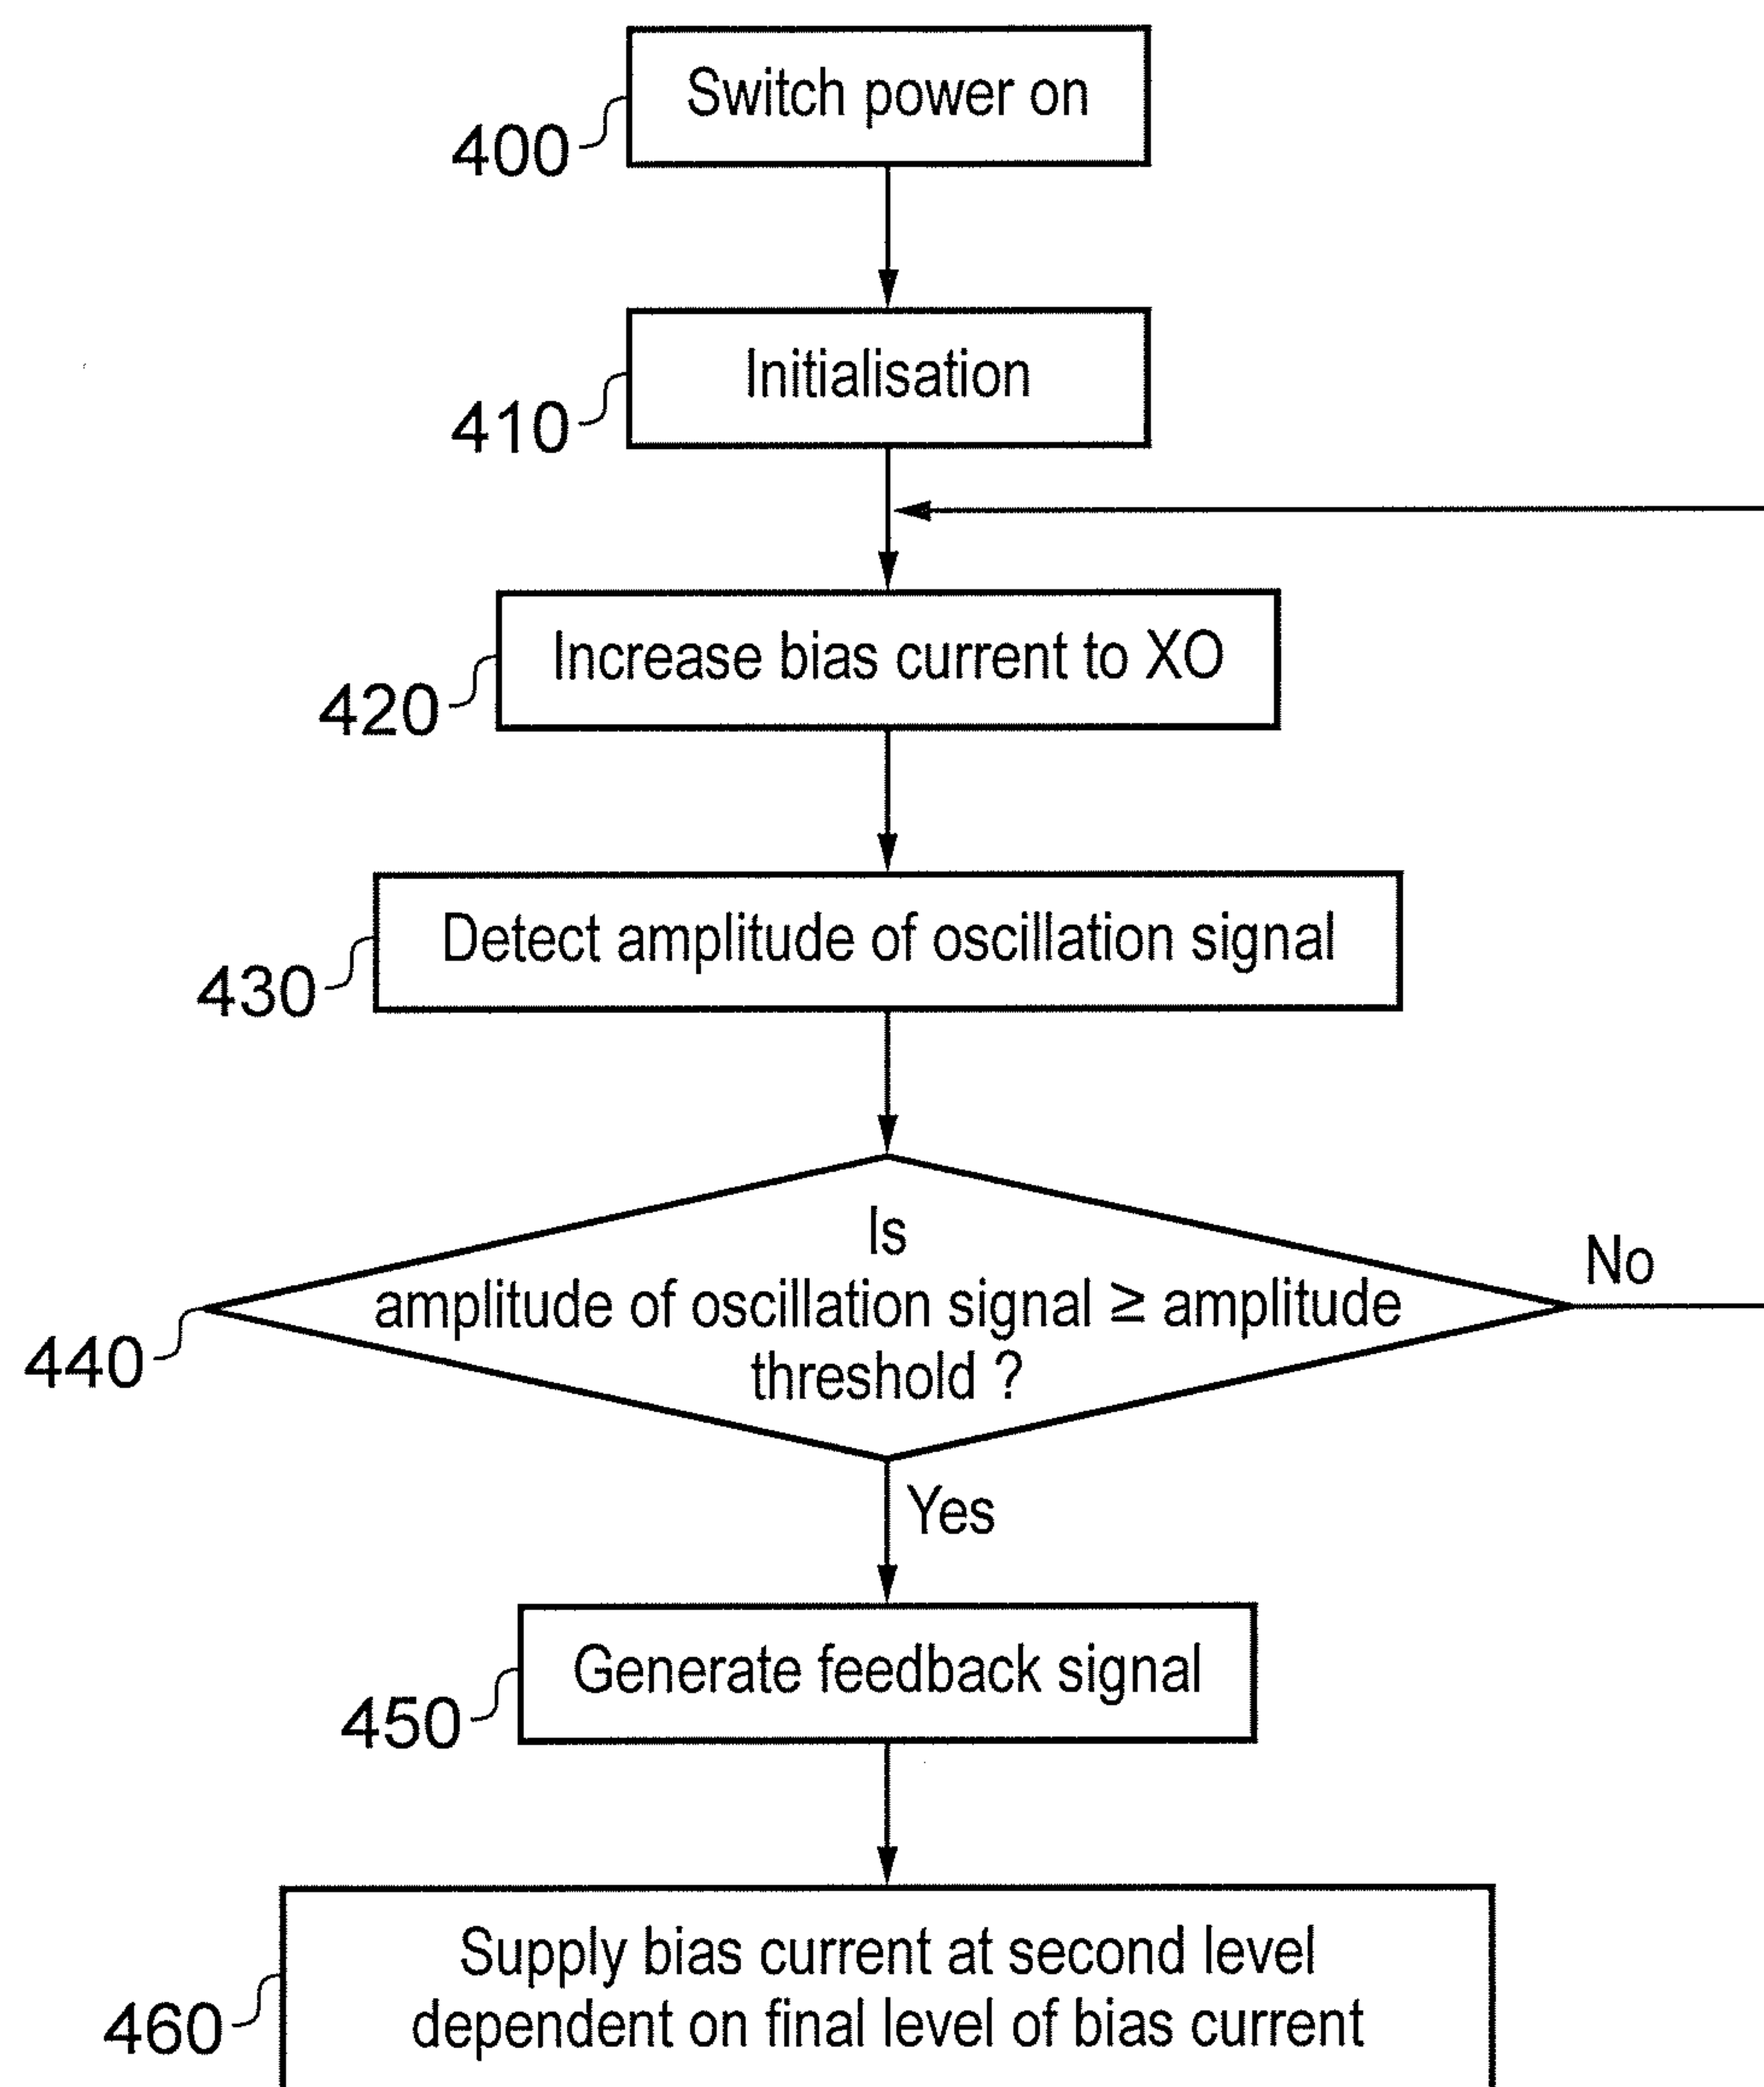 Switch power on
400
Initialisation
410
Increase bias current to XO
420
Detect amplitude of oscillation signal
430
Is
amplitude of oscillation signal ≥ amplitude
threshold ?
No
440
Yes
Generate feedback signal
450
Supply bias current at second level
dependent on final level of bias current
460